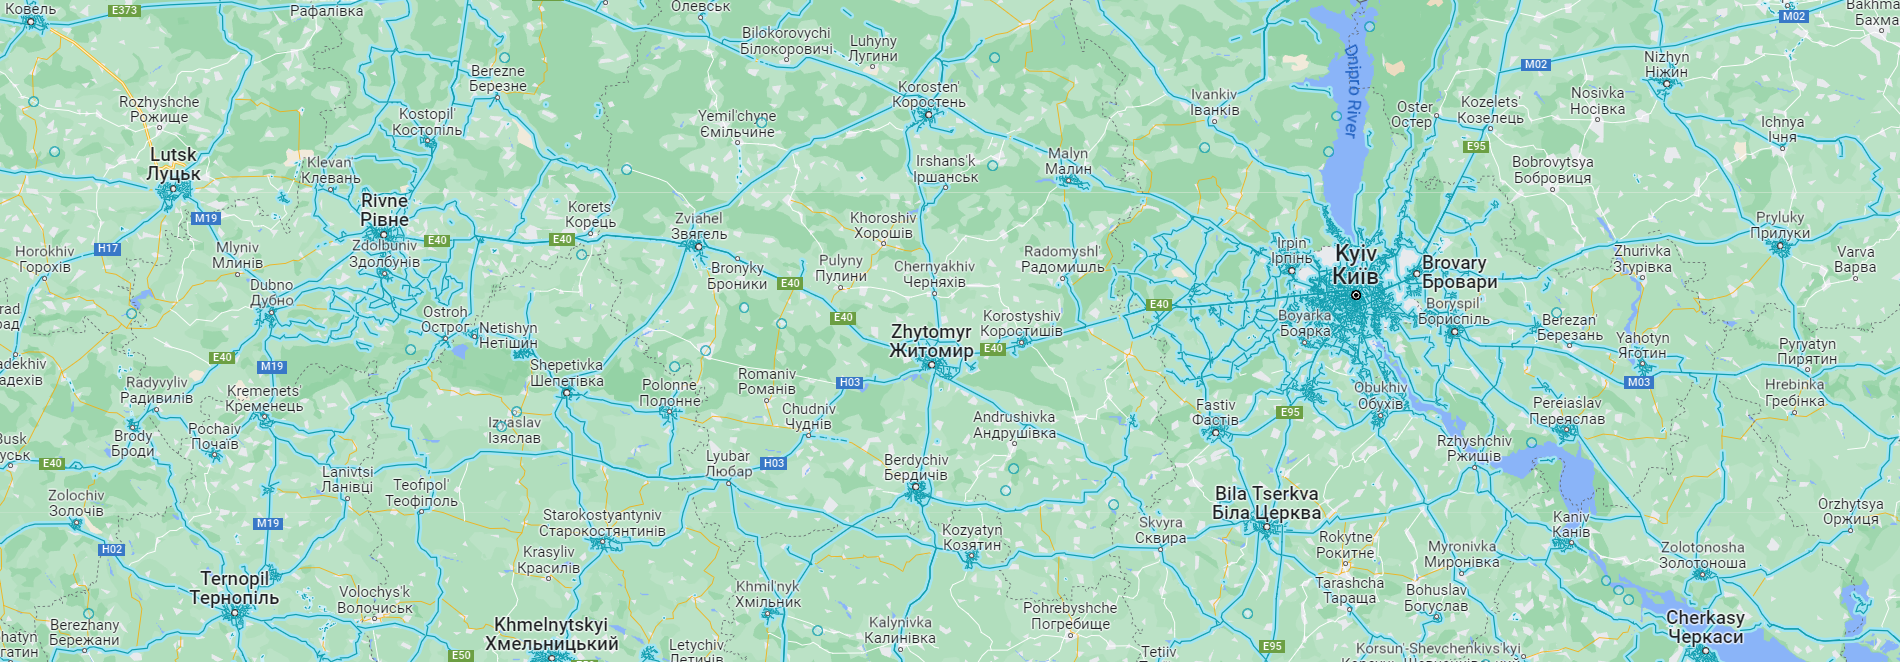 Ковель
E373
Рафалівка
Олевськ
Bilokorovychi
Білокоровичі
Luhyny
Лугини
M02
Бахма
Berezne
Березне
Korosten'
Коростень
Ivankiv
Іванків
Dnipro River
M02
Nizhyn
Ніжин
Rozhyshche
Рожище
Kostopil'
Костопіль
Yemil'chyne
Ємільчине
Oster
Остер
Kozelets'
Козелець
Nosivka
Носівка
Ichnya
Ічня
Lutsk
Луцьк
Klevan'
Клевань
Irshans'k
Іршанськ
Malyn
Малин
E95
Bobrovytsya
Бобровиця
Rivne
Рівне
M19
Korets
Корець
Zviahel
Звягель
Khoroshiv
Хорошів
Pryluky
Прилуки
H17
Mlyniv
Млинів
Zdolbuniv
Здолбунів
E40
E40
Horokhiv
Горохів
Bronyky
Броники
Pulyny
Пулини
Chernyakhiv
Черняхів
Radomyshl'
Радомишль
Irpin
Ірпінь
Kyiv
Київ
Brovary
Бровари
Zhurivka
Згурівка
Varva
Варва
Dubno
Дубно
E40
E40
Ostroh
Острог
Netishyn
Нетішин
E40
Zhytomyr
Житомир
Korostyshiv
Коростишів
E40
Boyarka
Боярка
Boryspil'
Бориспіль
Berezan'
Березань
Yahotyn
Яготин
Pyryatyn
Пирятин
E40
M19
Shepetivka
Шепетівка
Polonne
Полонне
Romaniv
Романів
H03
M03
Radyvyliv
Радивилів
Kremenets'
Кременець
Chudniv
Чуднів
Andrushivka
Андрушівка
Fastiv
Фастів
E95
Obukhiv
Обухів
Pereiaslav
Переяслав
Hrebinka
Гребінка
Brody
Броди
Pochaiv
Почаїв
Izyaslav
Ізяслав
Busk
E40
Lyubar
Любар
H03
Berdychiv
Бердичів
Rzhyshchiv
Ржищів
Zolochiv
Золочів
Lanivtsi
Ланівці
Teofipol'
Теофіполь
Bila Tserkva
Біла Церква
Orzhytsya
Оржиця
M19
Starokostyantyniv
Старокостянтинів
Kozyatyn
Козятин
Skvyra
Сквира
Kaniv
Канів
H02
Krasyliv
Красилів
Rokytne
Рокитне
Myronivka
Миронівка
Zolotonosha
Золотоноша
Ternopil
Тернопіль
Volochys'k
Волочиськ
Khmil'nyk
Хмільник
Tarashcha
Тараща
Bohuslav
Богуслав
Berezhany
Бережани
Khmelnytskyi
Хмельницький
Kalynivka
Калинівка
Pohrebyshche
Погребище
Cherkasy
Черкаси
E50
Letychiv
Летичів
Tetiiv
E95
Korsun-Shevchenkivs'kyi